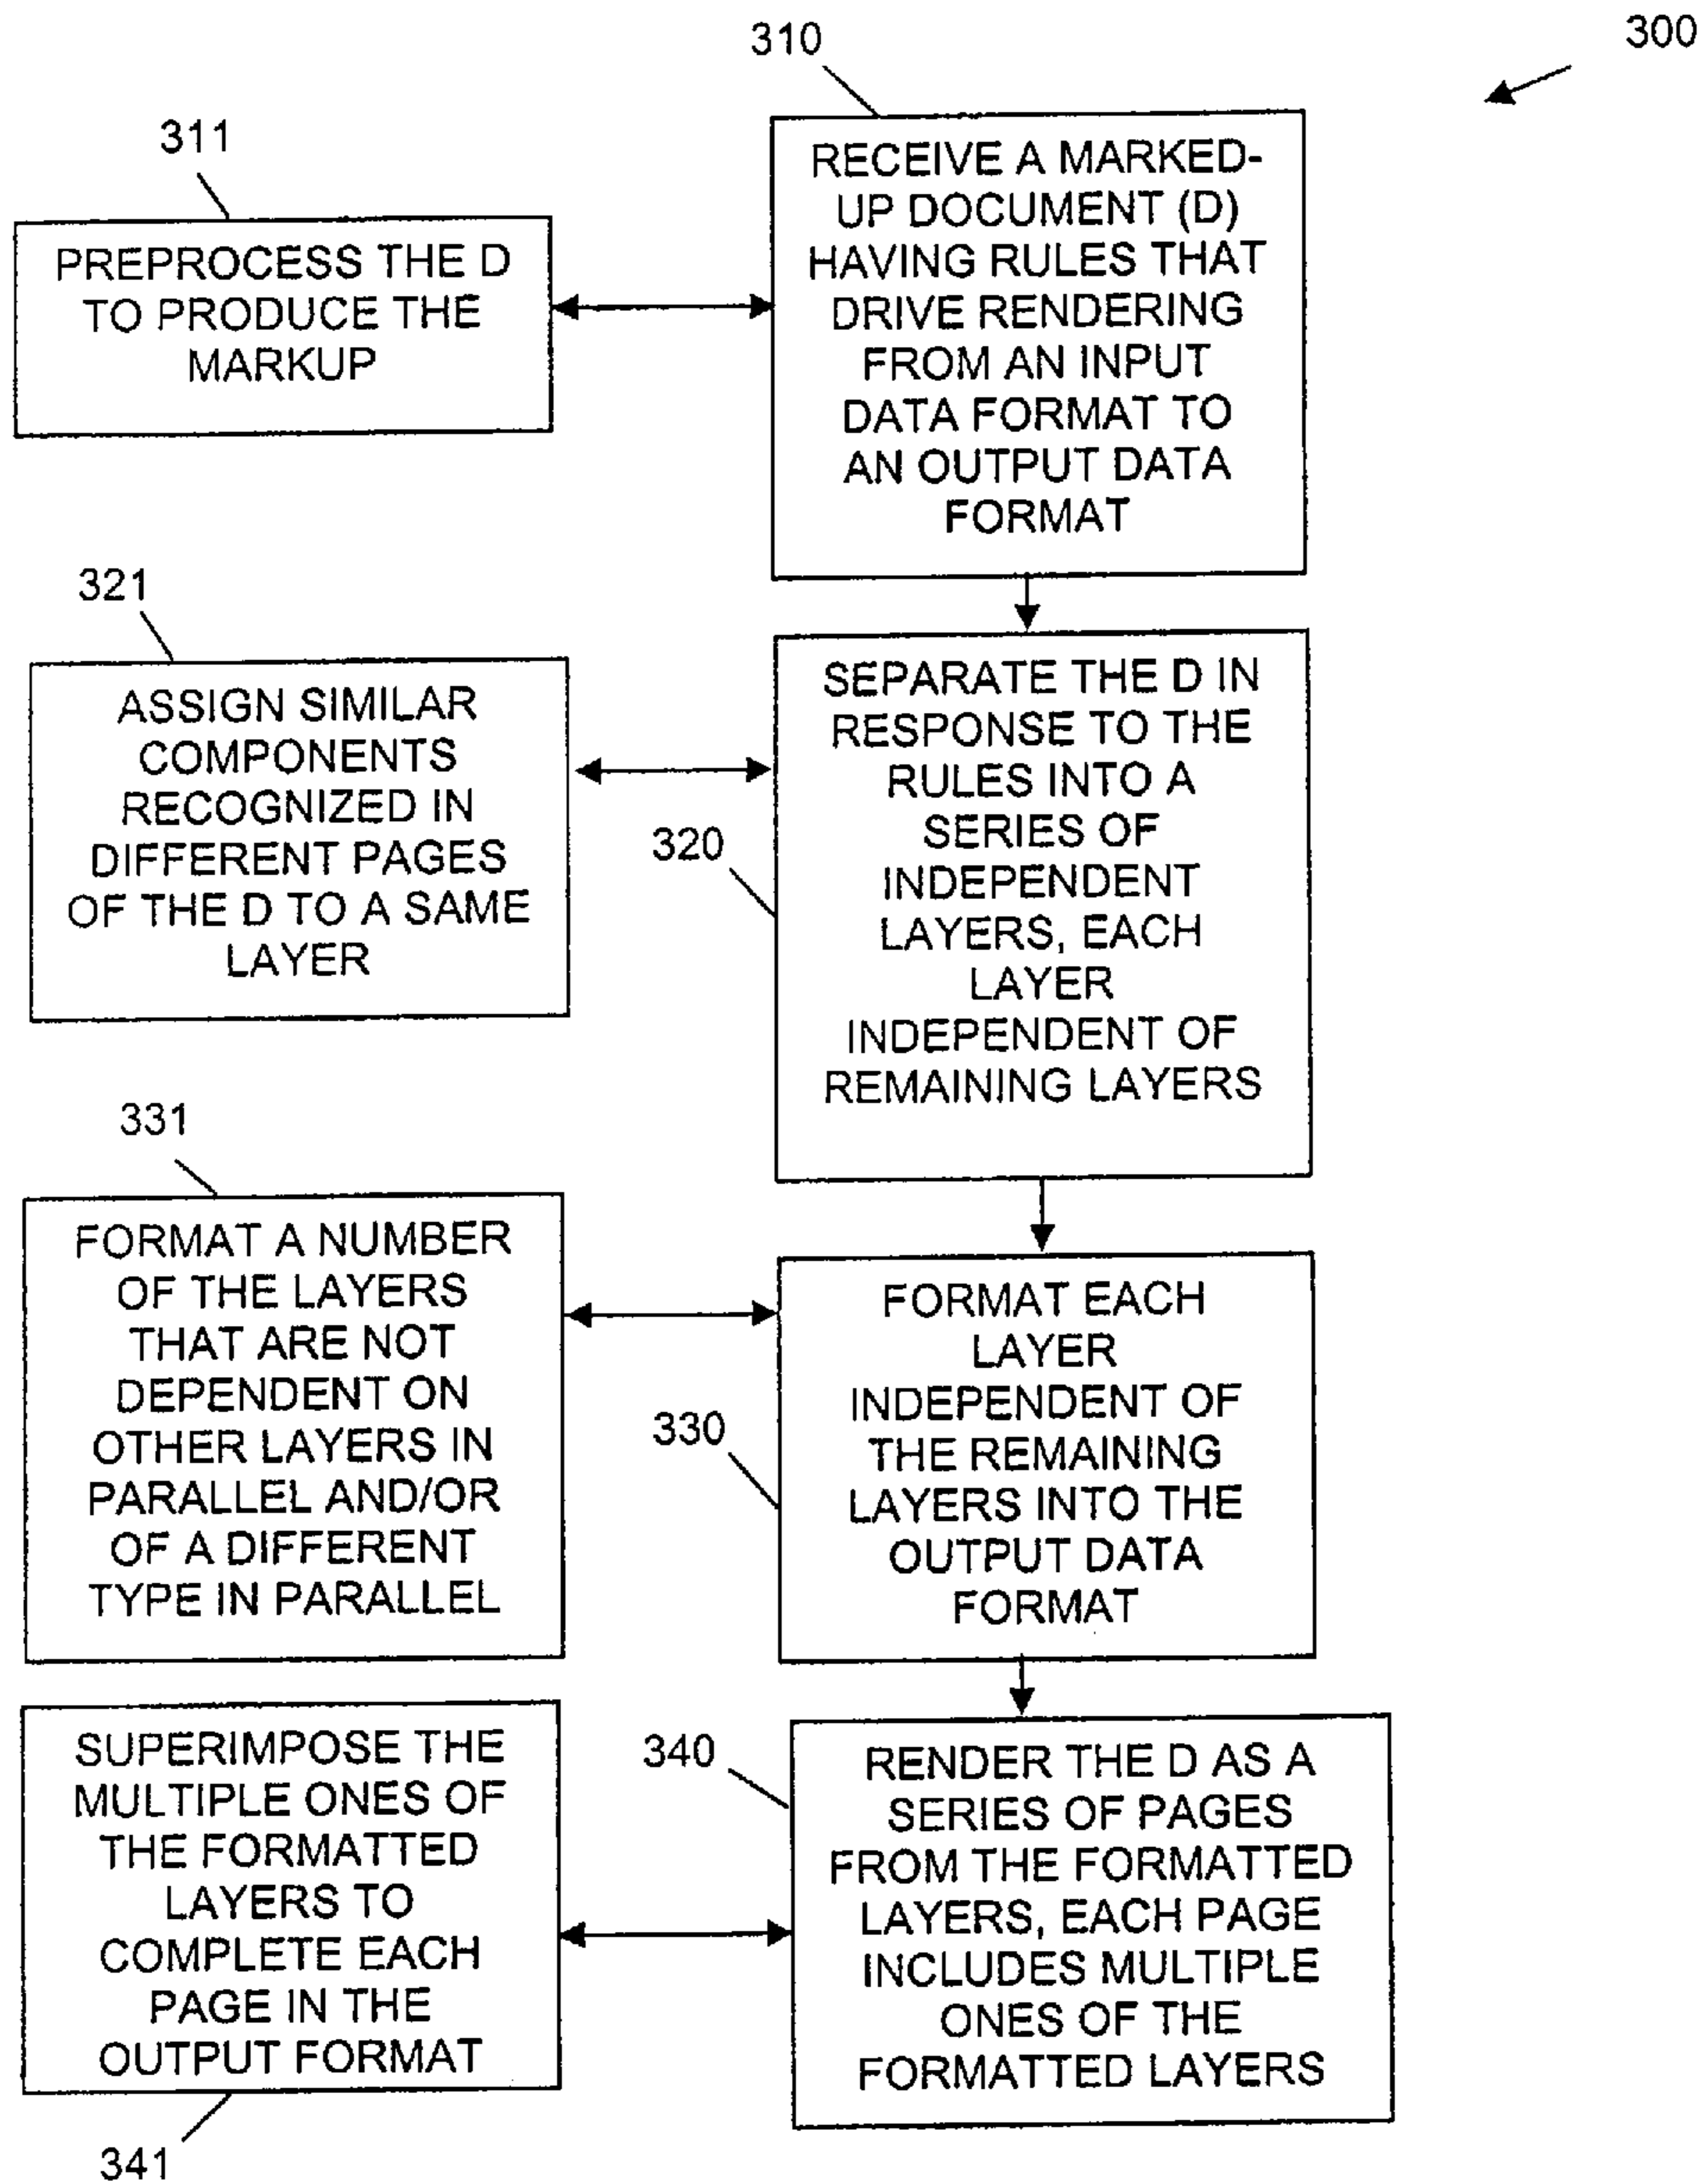 300
310
RECEIVE A MARKED-
UP DOCUMENT (D)
HAVING RULES THAT
DRIVE RENDERING
FROM AN INPUT
DATA FORMAT TO
AN OUTPUT DATA
FORMAT
311
PREPROCESS THE D
TO PRODUCE THE
MARKUP
320
SEPARATE THE D IN
RESPONSE TO THE
RULES INTO A
SERIES OF
INDEPENDENT
LAYERS, EACH
LAYER
INDEPENDENT OF
REMAINING LAYERS
321
ASSIGN SIMILAR
COMPONENTS
RECOGNIZED IN
DIFFERENT PAGES
OF THE D TO A SAME
LAYER
330
FORMAT EACH
LAYER
INDEPENDENT OF
THE REMAINING
LAYERS INTO THE
OUTPUT DATA
FORMAT
331
FORMAT A NUMBER
OF THE LAYERS
THAT ARE NOT
DEPENDENT ON
OTHER LAYERS IN
PARALLEL AND/OR
OF A DIFFERENT
TYPE IN PARALLEL
340
RENDER THE D AS A
SERIES OF PAGES
FROM THE FORMATTED
LAYERS, EACH PAGE
INCLUDES MULTIPLE
ONES OF THE
FORMATTED LAYERS
SUPERIMPOSE THE
MULTIPLE ONES OF
THE FORMATTED
LAYERS TO
COMPLETE EACH
PAGE IN THE
OUTPUT FORMAT
341